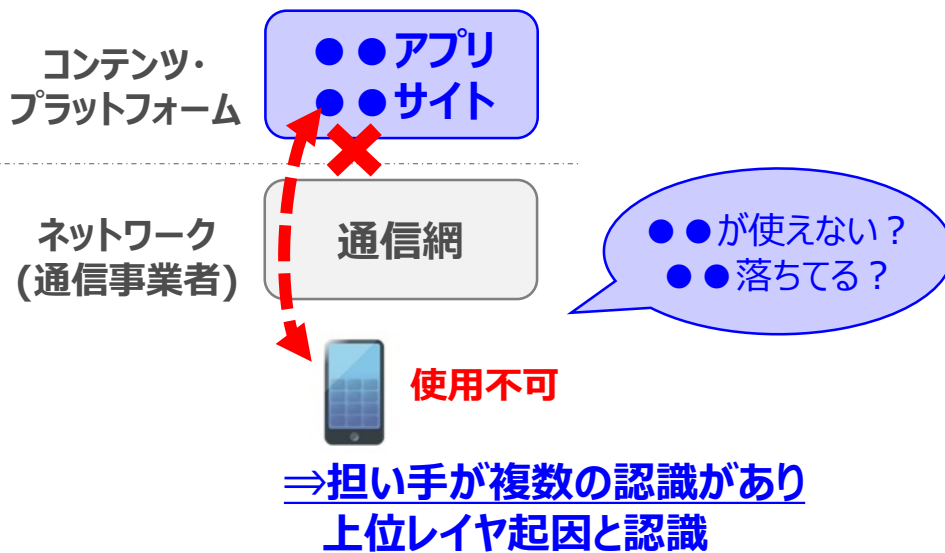 コンテンツ・
プラットフォーム
●●アプリ
●●サイト
ネットワーク
(通信事業者)
通信網
●●が使えない？
●●落ちてる？
使用不可
⇒担い手が複数の認識があり
上位レイヤ起因と認識